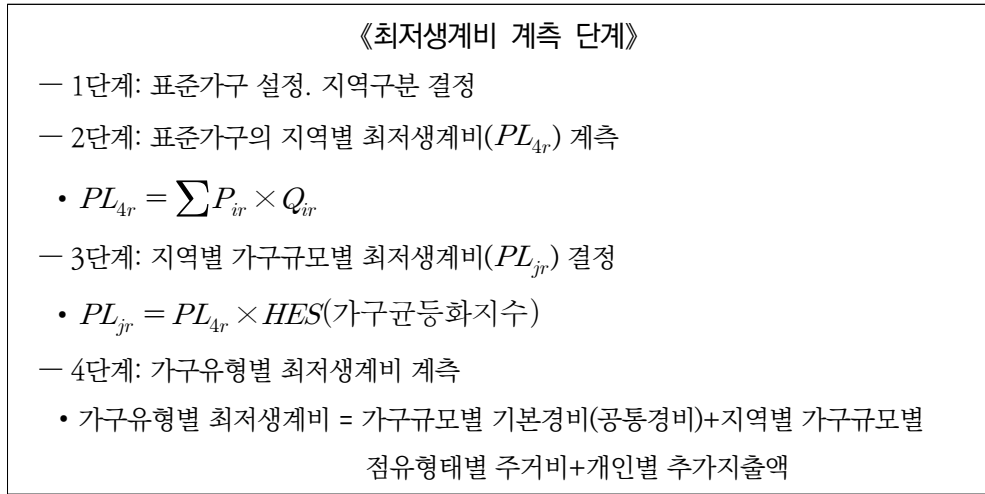 《최저생계비 계측 단계》
― 1단계: 표준가구 설정. 지역구분 결정
― 2단계: 표준가구의 지역별 최저생계비(PL₄ᵣ) 계측
• PL₄ᵣ = ∑Pᵢᵣ × Qᵢᵣ
― 3단계: 지역별 가구규모별 최저생계비(PLⱼᵣ) 결정
• PLⱼᵣ = PL₄ᵣ × HES(가구균등화지수)
― 4단계: 가구유형별 최저생계비 계측
• 가구유형별 최저생계비 = 가구규모별 기본경비(공통경비)+지역별 가구규모별
점유형태별 주거비+개인별 추가지출액